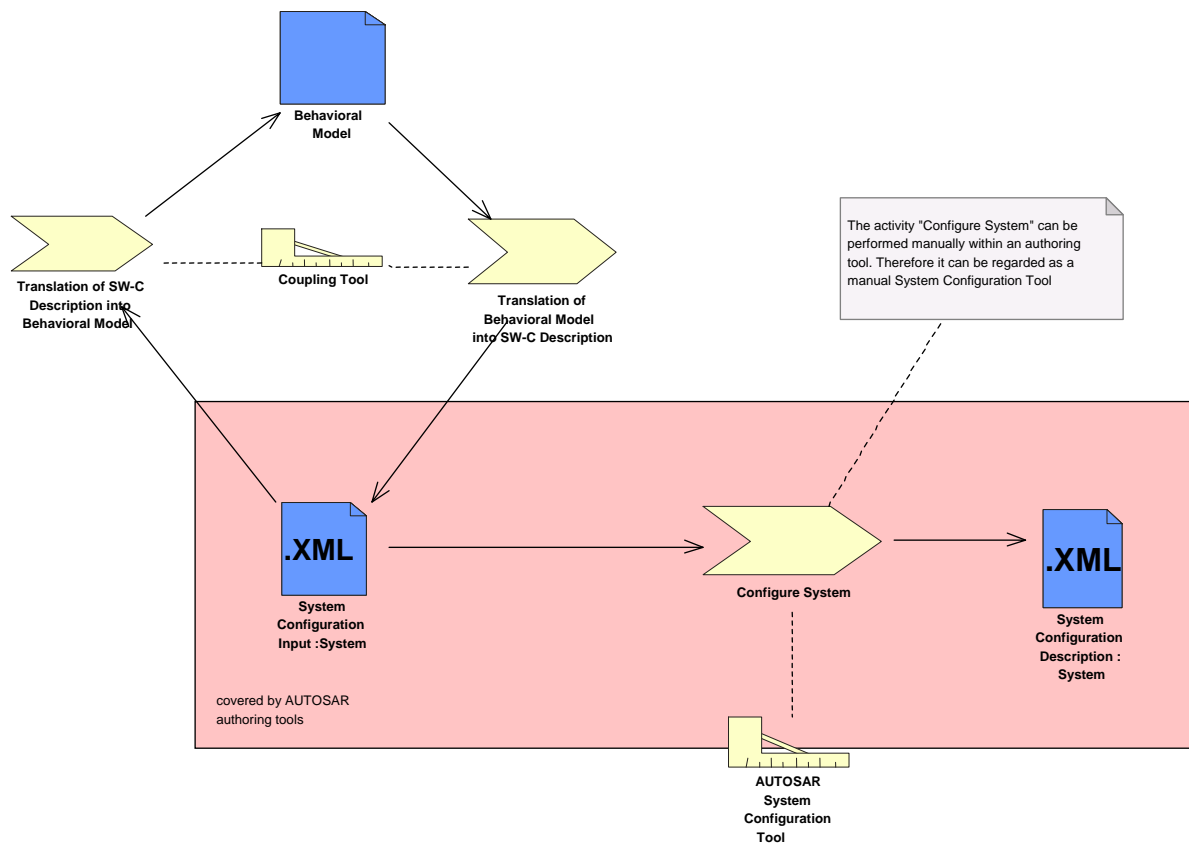 Behavioral
Model
The activity "Configure System" can be
performed manually within an authoring
tool. Therefore it can be regarded as a
manual System Configuration Tool
Translation of SW-C
Description into
Behavioral Model
Coupling Tool
Translation of
Behavioral Model
into SW-C Description
.XML
System
Configuration
Input :System
Configure System
.XML
System
Configuration
Description :
System
covered by AUTOSAR
authoring tools
AUTOSAR
System
Configuration
Tool